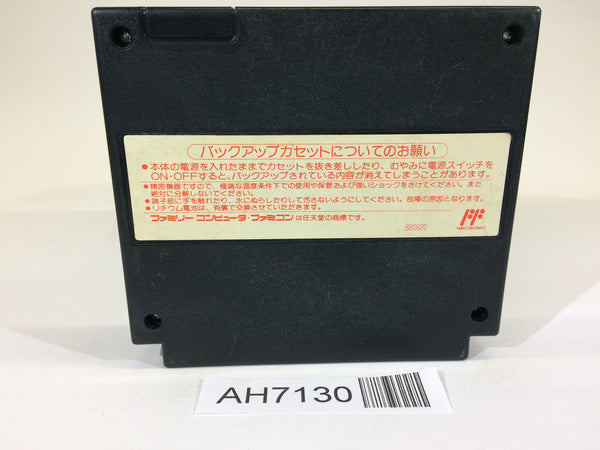 バックアップカセットについてのお願い
●本体の電源を入れたままでカセットを抜き差ししたり、むやみに電源スイッチを
ON・OFFすると、バックアップされている内容が消えてしまうことがあります。
●精密機器ですので、極端な温度条件下での使用や保管および強いショックをさけてください。また
絶対に分解しないでください。
●端子部に手を触れたり、水にぬらしたりして汚さないようにしてください。故障の原因となります。
●リチウム電池は、有償で交換させていただきます。
ファミリーコンピュータ・ファミコンは任天堂の商標です。
880920
AH7130